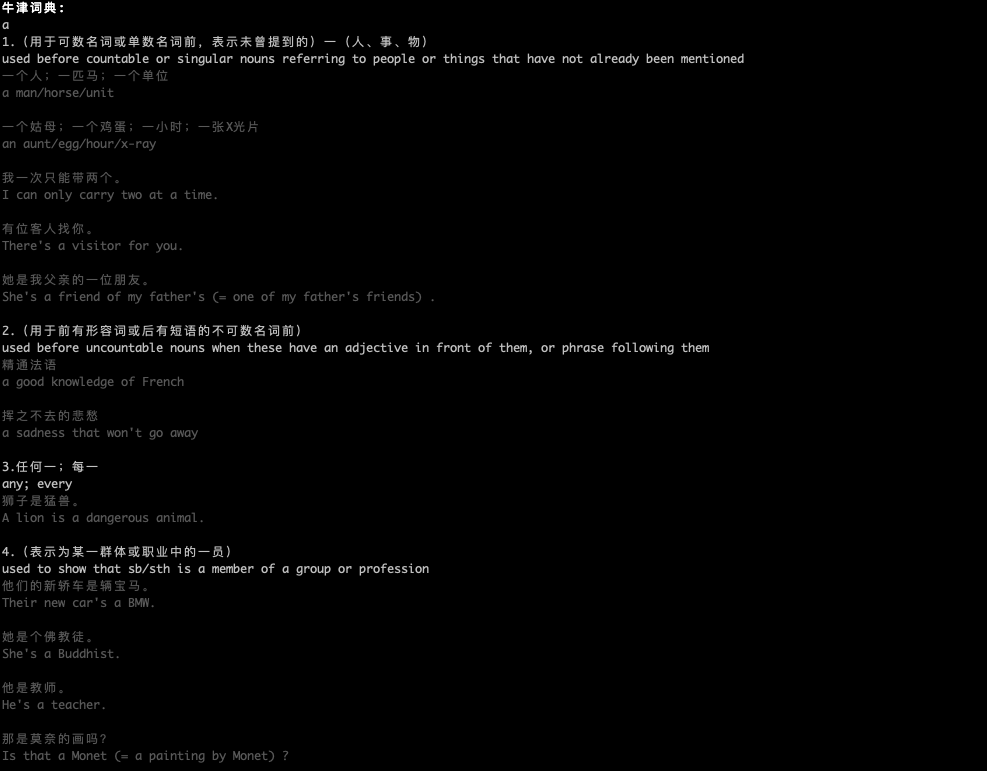 牛津词典:
a
1.（用于可数名词或单数名词前，表示未曾提到的）一（人、事、物）
used before countable or singular nouns referring to people or things that have not already been mentioned
一个人；一匹马；一个单位
a man/horse/unit
一个姑母；一个鸡蛋；一小时；一张X光片
an aunt/egg/hour/x-ray
我一次只能带两个。
I can only carry two at a time.
有位客人找你。
There's a visitor for you.
她是我父亲的一位朋友。
She's a friend of my father's (= one of my father's friends) .
2.（用于前有形容词或后有短语的不可数名词前）
used before uncountable nouns when these have an adjective in front of them, or phrase following them
精通法语
a good knowledge of French
挥之不去的悲愁
a sadness that won't go away
3.任何一；每一
any; every
狮子是猛兽。
A lion is a dangerous animal.
4.（表示为某一群体或职业中的一员）
used to show that sb/sth is a member of a group or profession
他们的新轿车是辆宝马。
Their new car's a BMW.
她是个佛教徒。
She's a Buddhist.
他是教师。
He's a teacher.
那是莫奈的画吗?
Is that a Monet (= a painting by Monet) ?